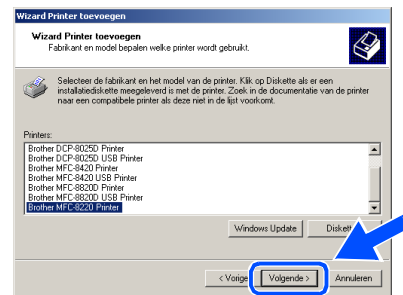 Wizard Printer toevoegen
Wizard Printer toevoegen
Fabrikant en model bepalen welke printer wordt gebruikt.
Selecteer de fabrikant en het model van de printer. Klik op Diskette als er een
installatiediskette meegeleverd is met de printer. Zoek in de documentatie van de printer
naar een compatibele printer als deze niet in de lijst voorkomt.
Printers:
Brother DCP-8025D Printer
Brother DCP-8025D USB Printer
Brother MFC-8420 Printer
Brother MFC-8420 USB Printer
Brother MFC-8820D Printer
Brother MFC-8820D USB Printer
Brother MFC-8220 Printer
Windows Update
< Vorige Volgende > Annuleren